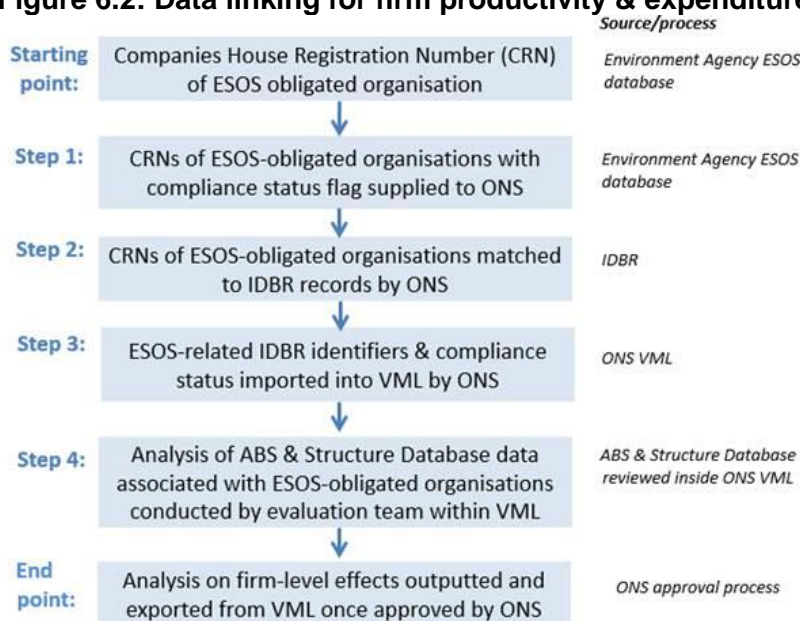 Figure 6.2: Data linking for firm productivity & expenditure
Source/process
Starting
point:
Companies House Registration Number (CRN)
of ESOS obligated organisation
Environment Agency ESOS
database
Step 1:
CRNs of ESOS-obligated organisations with
compliance status flag supplied to ONS
Environment Agency ESOS
database
Step 2:
CRNs of ESOS-obligated organisations matched
to IDBR records by ONS
IDBR
Step 3:
ESOS-related IDBR identifiers & compliance
status imported into VML by ONS
ONS VML
Step 4:
Analysis of ABS & Structure Database data
associated with ESOS-obligated organisations
conducted by evaluation team within VML
ABS & Structure Database
reviewed inside ONS VML
End
point:
Analysis on firm-level effects outputted and
exported from VML once approved by ONS
ONS approval process